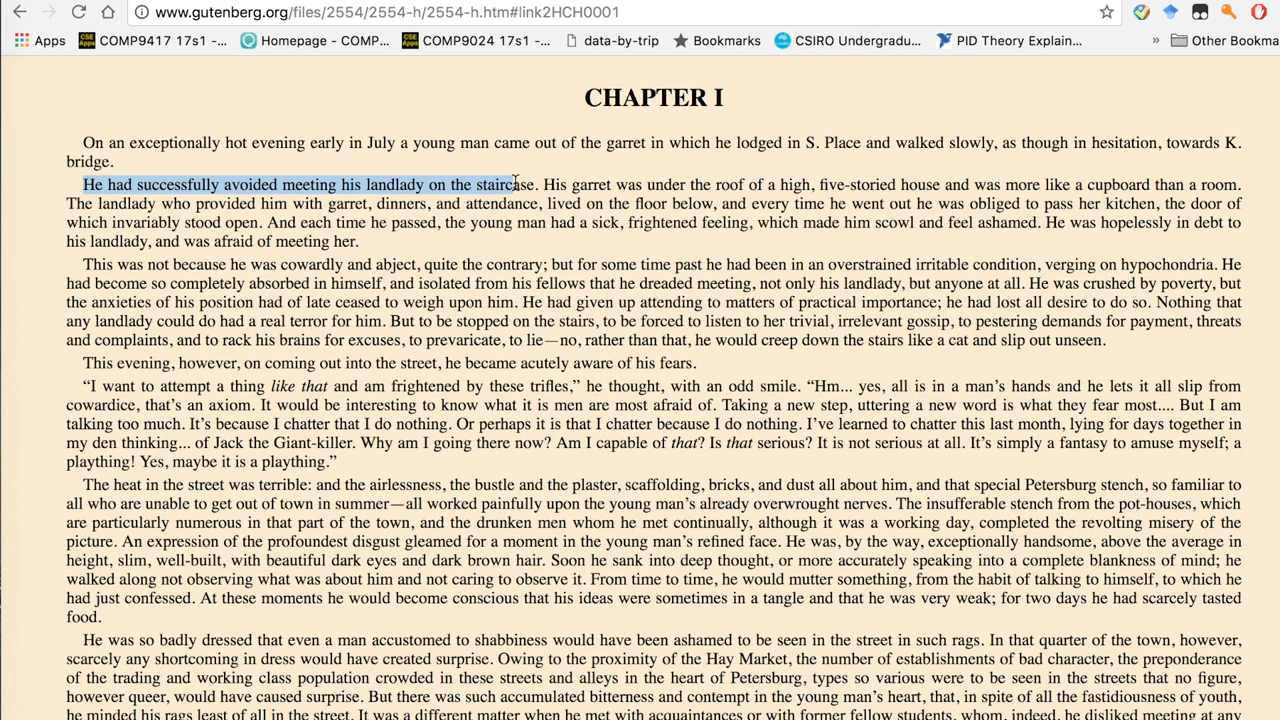 www.gutenberg.org/files/2554/2554-h/2554-h.htm#link2HCH0001
Apps COMP9417 17s1 -... Homepage - COMP... COMP9024 17s1 -... data-by-trip Bookmarks CSIRO Undergradu... PID Theory Explain... » Other Bookma
CHAPTER I
On an exceptionally hot evening early in July a young man came out of the garret in which he lodged in S. Place and walked slowly, as though in hesitation, towards K.
bridge.
He had successfully avoided meeting his landlady on the staircase. His garret was under the roof of a high, five-storied house and was more like a cupboard than a room.
The landlady who provided him with garret, dinners, and attendance, lived on the floor below, and every time he went out he was obliged to pass her kitchen, the door of
which invariably stood open. And each time he passed, the young man had a sick, frightened feeling, which made him scowl and feel ashamed. He was hopelessly in debt to
his landlady, and was afraid of meeting her.
This was not because he was cowardly and abject, quite the contrary; but for some time past he had been in an overstrained irritable condition, verging on hypochondria. He
had become so completely absorbed in himself, and isolated from his fellows that he dreaded meeting, not only his landlady, but anyone at all. He was crushed by poverty, but
the anxieties of his position had of late ceased to weigh upon him. He had given up attending to matters of practical importance; he had lost all desire to do so. Nothing that
any landlady could do had a real terror for him. But to be stopped on the stairs, to be forced to listen to her trivial, irrelevant gossip, to pestering demands for payment, threats
and complaints, and to rack his brains for excuses, to prevaricate, to lie—no, rather than that, he would creep down the stairs like a cat and slip out unseen.
This evening, however, on coming out into the street, he became acutely aware of his fears.
“I want to attempt a thing like that and am frightened by these trifles,” he thought, with an odd smile. “Hm... yes, all is in a man’s hands and he lets it all slip from
cowardice, that’s an axiom. It would be interesting to know what it is men are most afraid of. Taking a new step, uttering a new word is what they fear most.... But I am
talking too much. It’s because I chatter that I do nothing. Or perhaps it is that I chatter because I do nothing. I’ve learned to chatter this last month, lying for days together in
my den thinking... of Jack the Giant-killer. Why am I going there now? Am I capable of that? Is that serious? It is not serious at all. It’s simply a fantasy to amuse myself; a
plaything! Yes, maybe it is a plaything.”
The heat in the street was terrible: and the airlessness, the bustle and the plaster, scaffolding, bricks, and dust all about him, and that special Petersburg stench, so familiar to
all who are unable to get out of town in summer—all worked painfully upon the young man’s already overwrought nerves. The insufferable stench from the pot-houses, which
are particularly numerous in that part of the town, and the drunken men whom he met continually, although it was a working day, completed the revolting misery of the
picture. An expression of the profoundest disgust gleamed for a moment in the young man’s refined face. He was, by the way, exceptionally handsome, above the average in
height, slim, well-built, with beautiful dark eyes and dark brown hair. Soon he sank into deep thought, or more accurately speaking into a complete blankness of mind; he
walked along not observing what was about him and not caring to observe it. From time to time, he would mutter something, from the habit of talking to himself, to which he
had just confessed. At these moments he would become conscious that his ideas were sometimes in a tangle and that he was very weak; for two days he had scarcely tasted
food.
He was so badly dressed that even a man accustomed to shabbiness would have been ashamed to be seen in the street in such rags. In that quarter of the town, however,
scarcely any shortcoming in dress would have created surprise. Owing to the proximity of the Hay Market, the number of establishments of bad character, the preponderance
of the trading and working class population crowded in these streets and alleys in the heart of Petersburg, types so various were to be seen in the streets that no figure,
however queer, would have caused surprise. But there was such accumulated bitterness and contempt in the young man’s heart, that, in spite of all the fastidiousness of youth,
he minded his rags least of all in the street. It was a different matter when he met with acquaintances or with former fellow students, whom, indeed, he disliked meeting at any